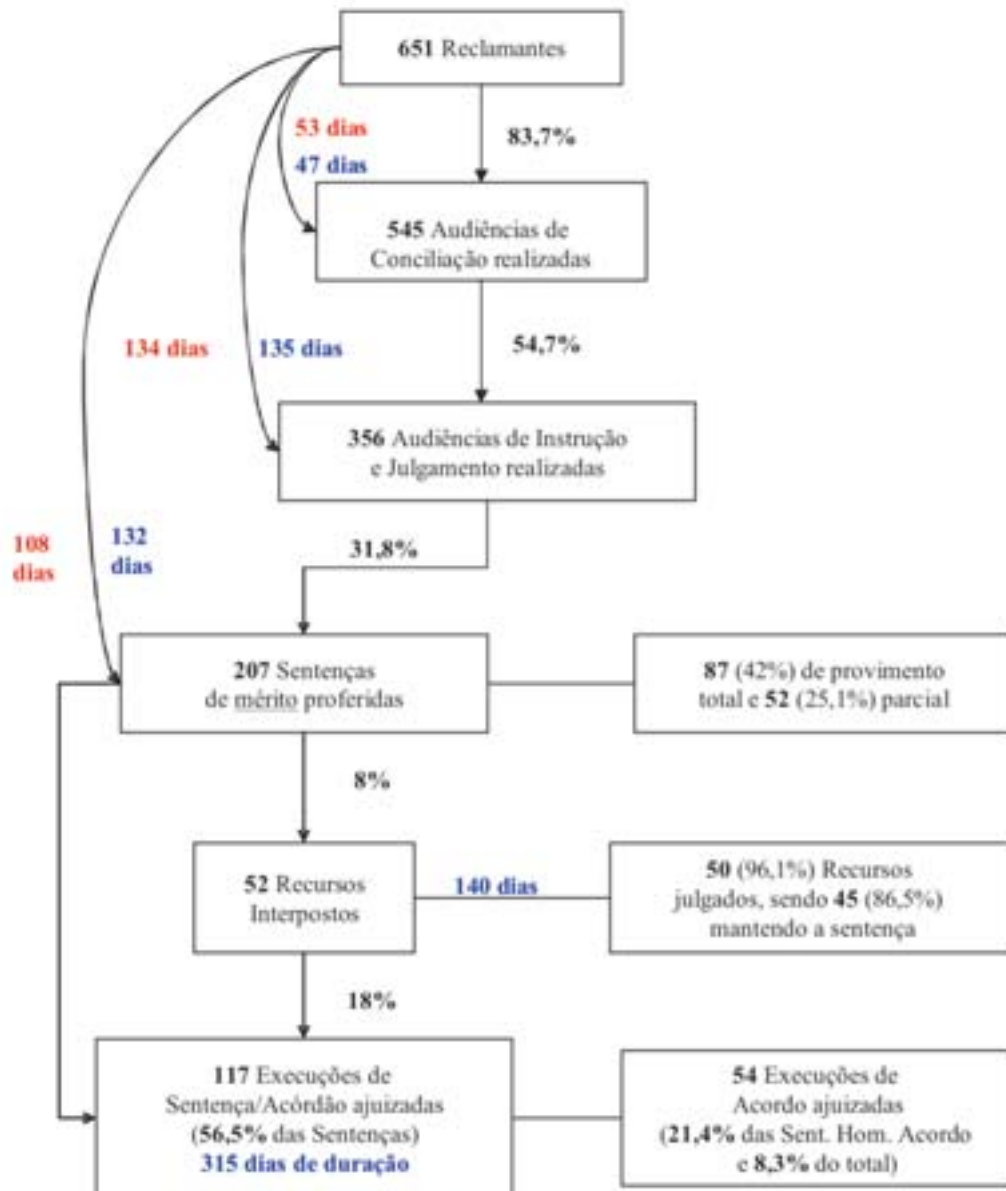 651 Reclamantes
53 dias
47 dias
83,7%
545 Audiências de
Conciliação realizadas
134 dias
135 dias
54,7%
356 Audiências de Instrução
e Julgamento realizadas
108
dias
132
dias
31,8%
207 Sentenças
de mérito proferidas
87 (42%) de provimento
total e 52 (25,1%) parcial
8%
52 Recursos
Interpostos
140 dias
50 (96,1%) Recursos
julgados, sendo 45 (86,5%)
mantendo a sentença
18%
117 Execuções de
Sentença/Acórdão ajuizadas
(56,5% das Sentenças)
315 dias de duração
54 Execuções de
Acordo ajuizadas
(21,4% das Sent. Hom. Acordo
e 8,3% do total)